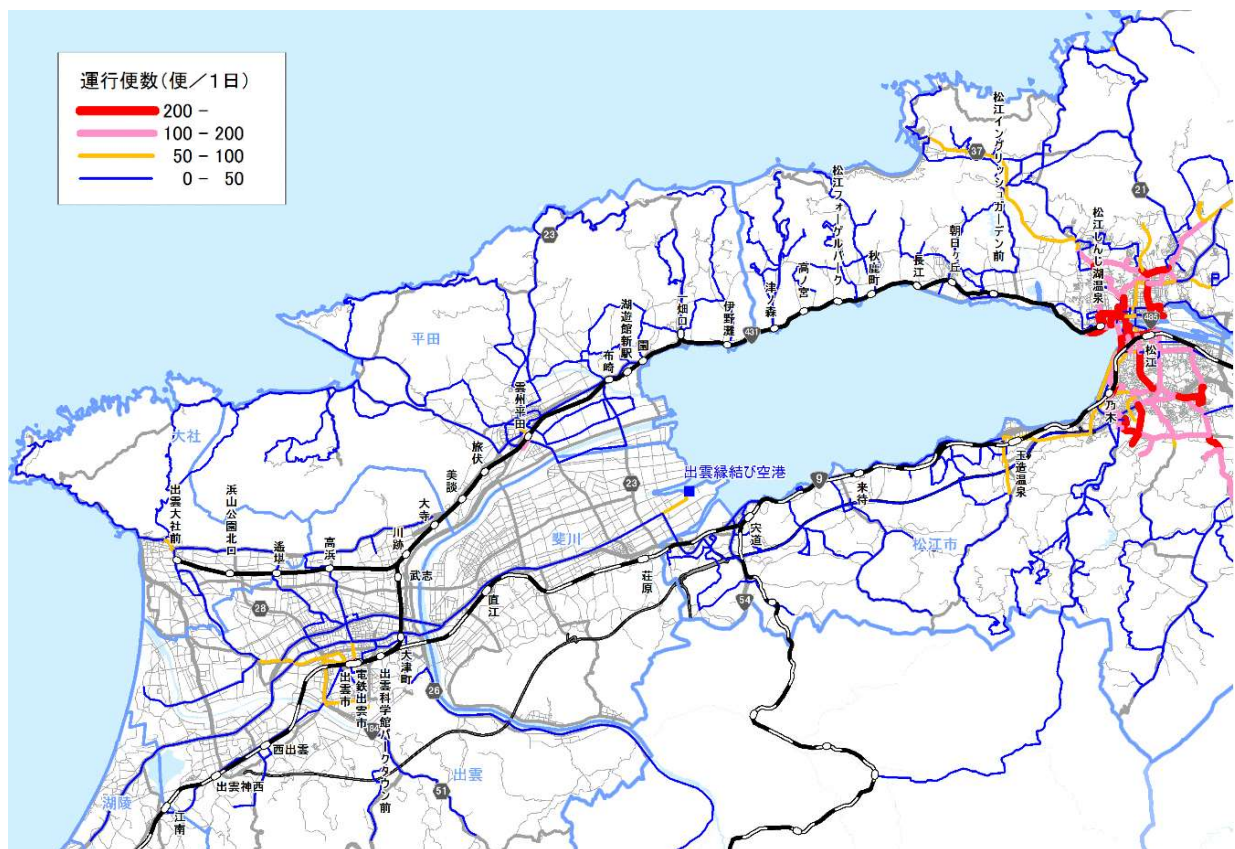 運行便数(便/1日)
200 -
100 - 200
50 - 100
0 - 50
37
松江イングリッシュガーデン前
21
松江フォーゲルパーク
松江しんじ湖温泉
朝日ヶ丘
23
秋鹿町
長江
高ノ宮
津ノ森
湖遊館新駅
一畑口
伊野灘
431
485
平田
園
布崎
松江
雲州平田
乃木
大社
旅伏
出雲縁結び空港
玉造温泉
美談
23
9
来待
出雲大社前
浜山公園北口
大寺
宍道
遙堪
高浜
川跡
斐川
松江市
武志
荘原
直江
28
54
大津町
出雲市
電鉄出雲市
出雲科学館パークタウン前
26
184
西出雲
出雲神西
出雲
51
湖陵
江南